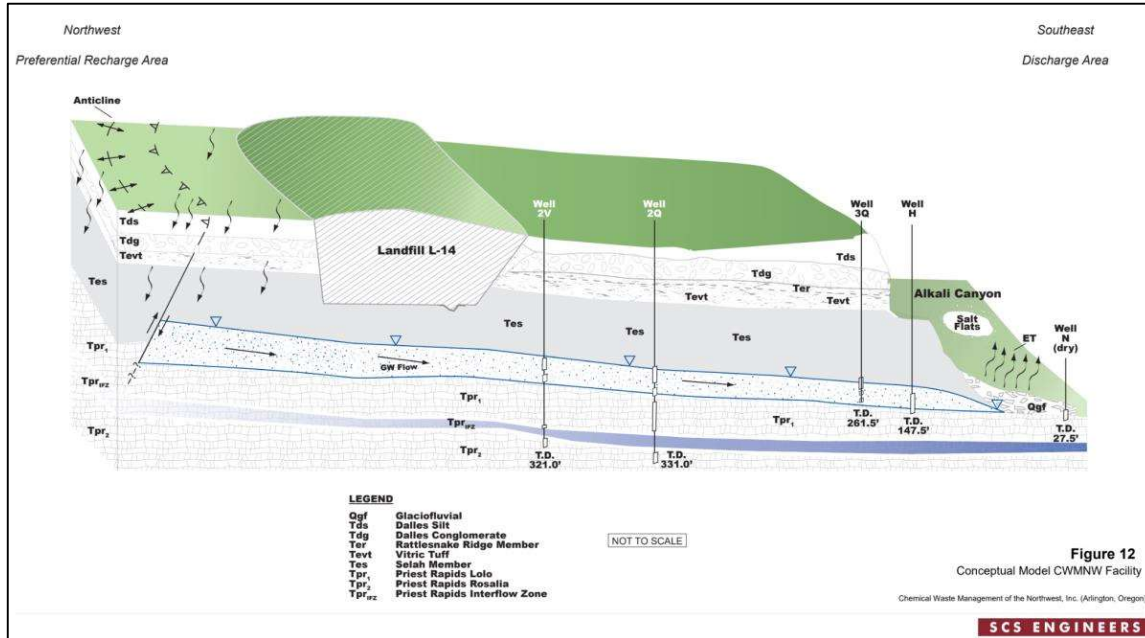 Northwest
Preferential Recharge Area
Southeast
Discharge Area
Anticline
Tds
Tdg
Tevt
Tes
Tpr₁
Tpr_IFZ
Tpr₂
Landfill L-14
Well
2V
Well
2Q
Well
3Q
Well
H
Tds
Tdg
Ter
Tevt
Tevt
Tes
Tes
Tes
Alkali Canyon
Salt
Flats
ET
Well
N
(dry)
GW Flow
Qgf
Tpr₁
Tpr_IFZ
Tpr₁
Tpr₂
T.D.
321.0'
T.D.
331.0'
T.D.
261.5'
T.D.
147.5'
T.D.
27.5'
LEGEND
Qgf Glaciofluvial
Tds Dalles Silt
Tdg Dalles Conglomerate
Ter Rattlesnake Ridge Member
Tevt Vitric Tuff
Tes Selah Member
Tpr₁ Priest Rapids Lolo
Tpr₂ Priest Rapids Rosalia
Tpr_IFZ Priest Rapids Interflow Zone
NOT TO SCALE
Figure 12
Conceptual Model CWMNW Facility
Chemical Waste Management of the Northwest, Inc. (Arlington, Oregon)
SCS ENGINEERS